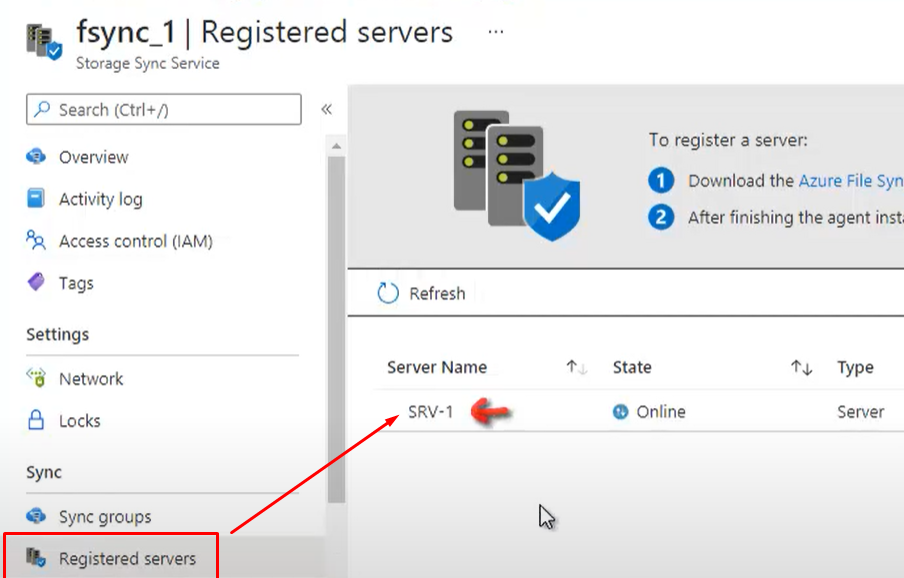 fsync_1 | Registered servers ...
Storage Sync Service
Search (Ctrl+/)
«
Overview
Activity log
Access control (IAM)
Tags
Settings
Network
Locks
Sync
Sync groups
Registered servers
To register a server:
1 Download the Azure File Syn
2 After finishing the agent inst
Refresh
Server Name ↑↓ State ↑↓ Type
SRV-1 Online Server